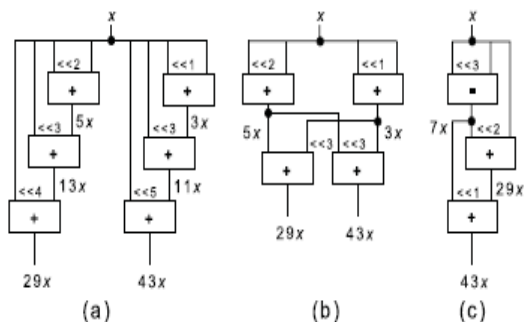 x x x
<<2 <<1 <<2 <<1 <<3
+ + + +
5x 3x 5x 3x 7x
<<3 <<3 <<3 <<3 <<2
+ + + + +
13x 11x 29x
<<4 <<5 <<1
+ + +
29x 43x 29x 43x 43x
(a) (b) (c)